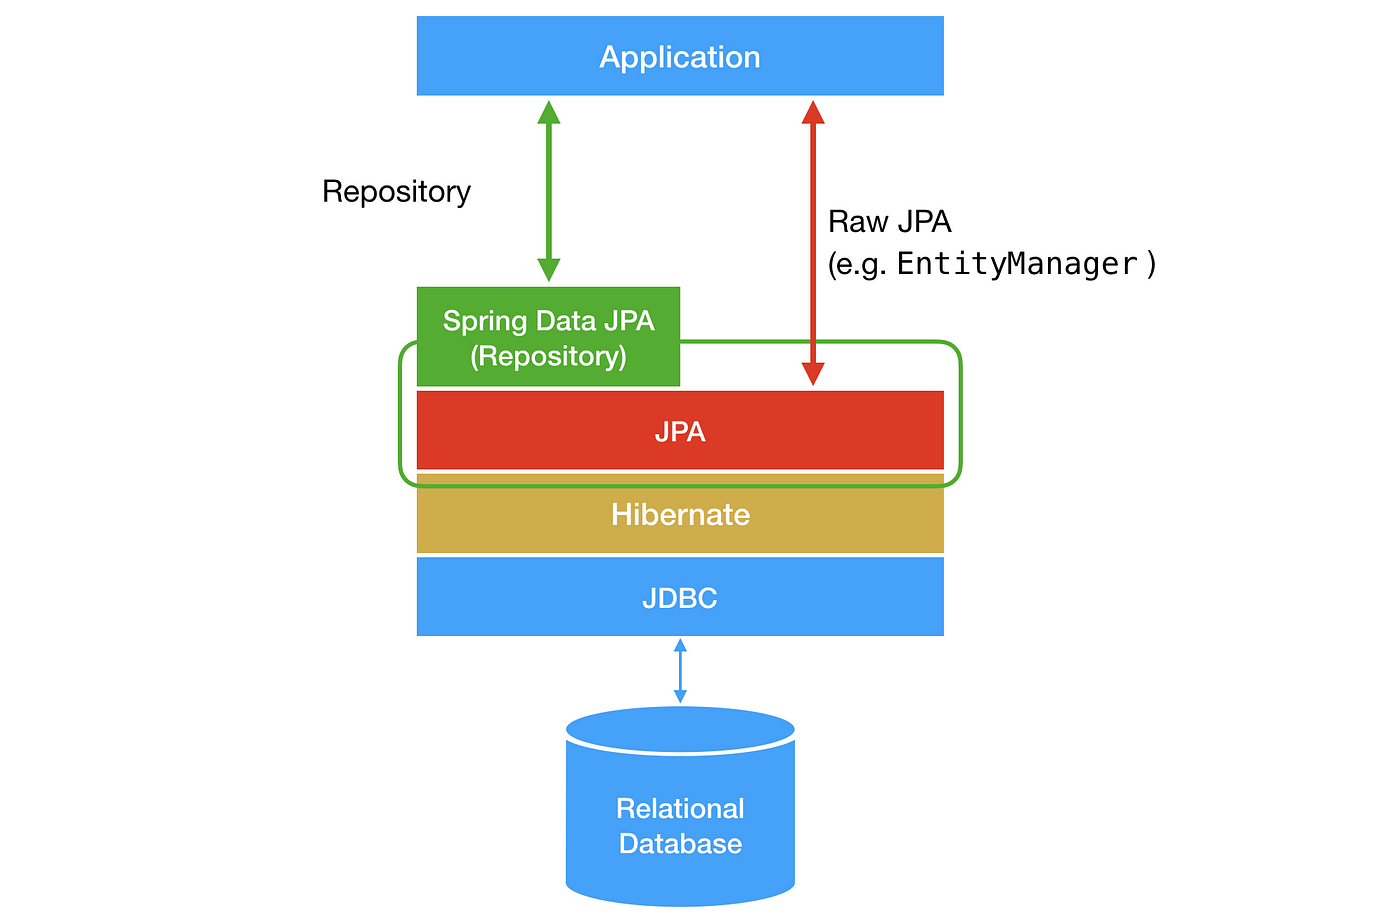 Application
Repository
Raw JPA
(e.g. EntityManager )
Spring Data JPA
(Repository)
JPA
Hibernate
JDBC
Relational
Database